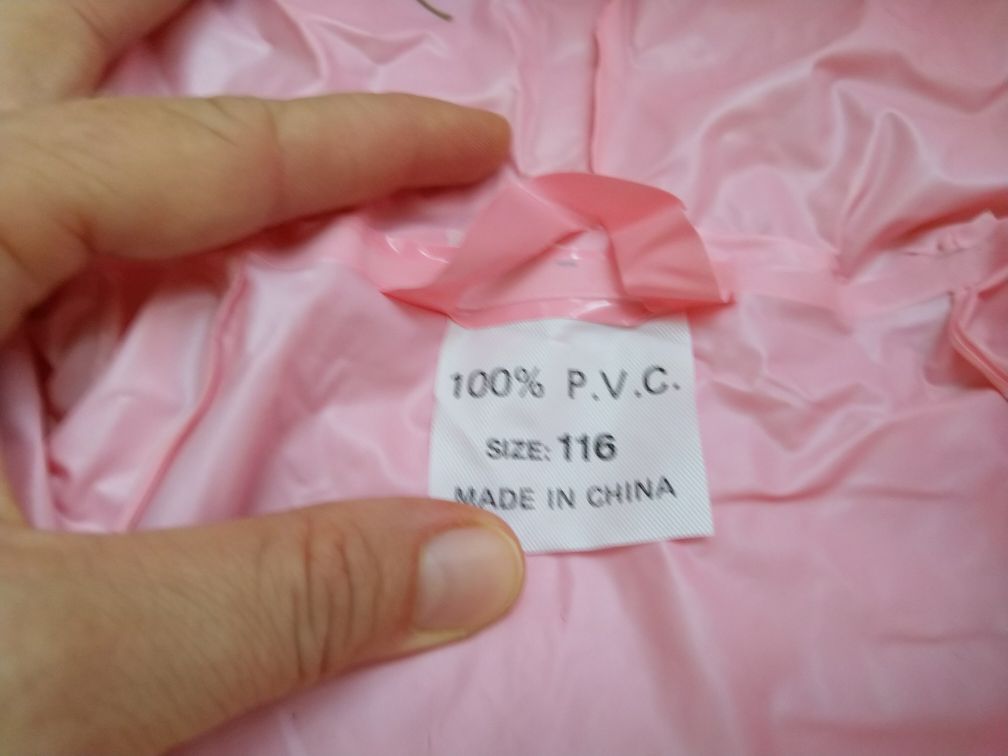 100% P.V.C.
SIZE: 116
MADE IN CHINA